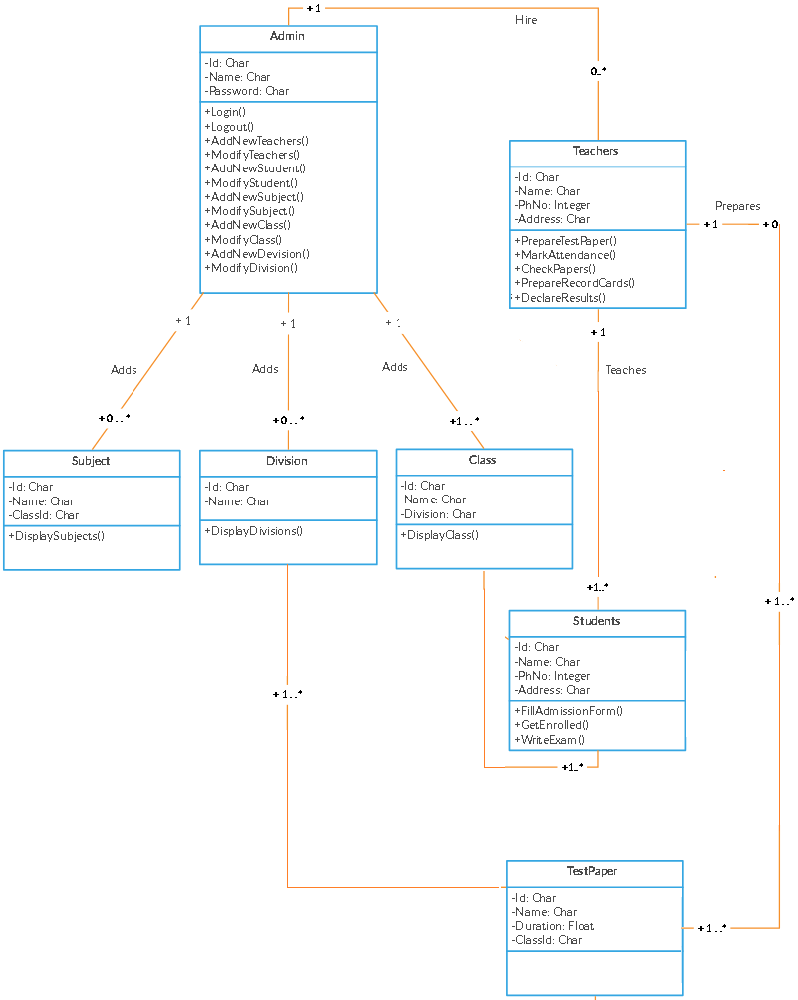 +1
Hire
Admin
-Id: Char
-Name: Char
-Password: Char
+Login()
+Logout()
+AddNewTeachers()
+ModifyTeachers()
+AddNewStudent()
+ModifyStudent()
+AddNewSubject()
+ModifySubject()
+AddNewClass()
+ModifyClass()
+AddNewDevision()
+ModifyDivision()
0..*
Teachers
-Id: Char
-Name: Char
-PhNo: Integer
-Address: Char
+PrepareTestPaper()
+MarkAttendance()
+CheckPapers()
+PrepareRecordCards()
+DeclareResults()
Prepares
+1
+0
+ 1
+ 1
+ 1
+ 1
Adds
Adds
Adds
Teaches
+0..*
+0..*
+1..*
Subject
-Id: Char
-Name: Char
-ClassId: Char
+DisplaySubjects()
Division
-Id: Char
-Name: Char
+DisplayDivisions()
Class
-Id: Char
-Name: Char
-Division: Char
+DisplayClass()
+1..*
+ 1..*
Students
-Id: Char
-Name: Char
-PhNo: Integer
-Address: Char
+FillAdmissionForm()
+GetEnrolled()
+WriteExam()
+ 1..*
+1..*
TestPaper
-Id: Char
-Name: Char
-Duration: Float
-ClassId: Char
+1..*